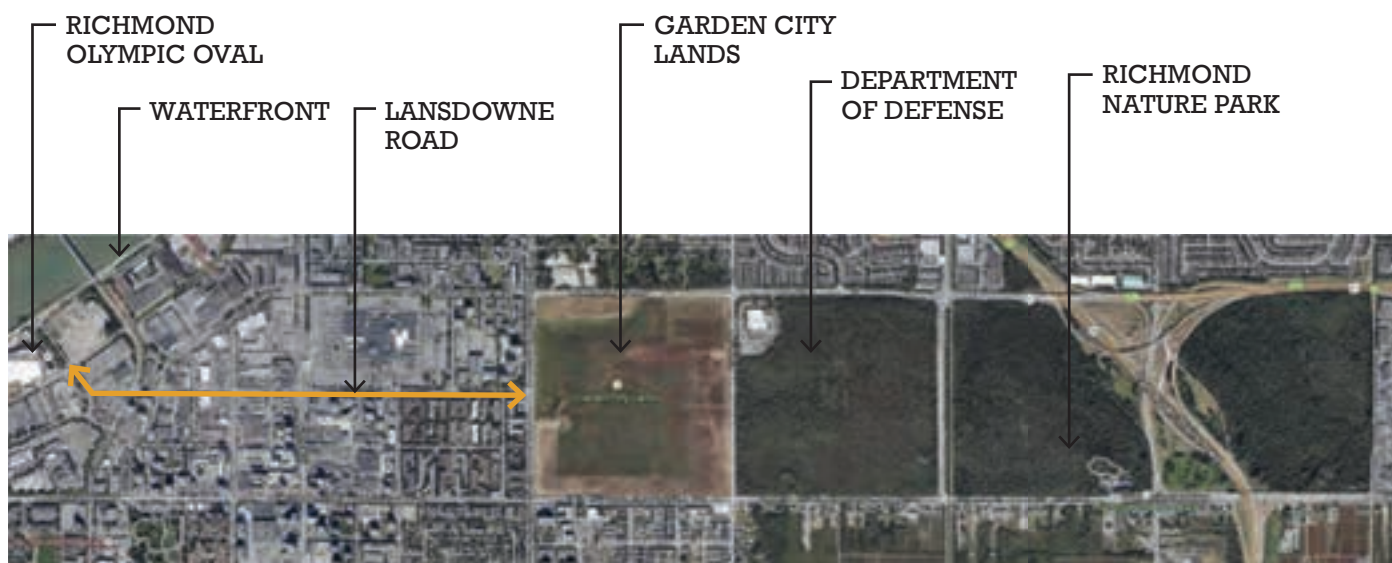 RICHMOND
OLYMPIC OVAL
WATERFRONT
LANSDOWNE
ROAD
GARDEN CITY
LANDS
DEPARTMENT
OF DEFENSE
RICHMOND
NATURE PARK